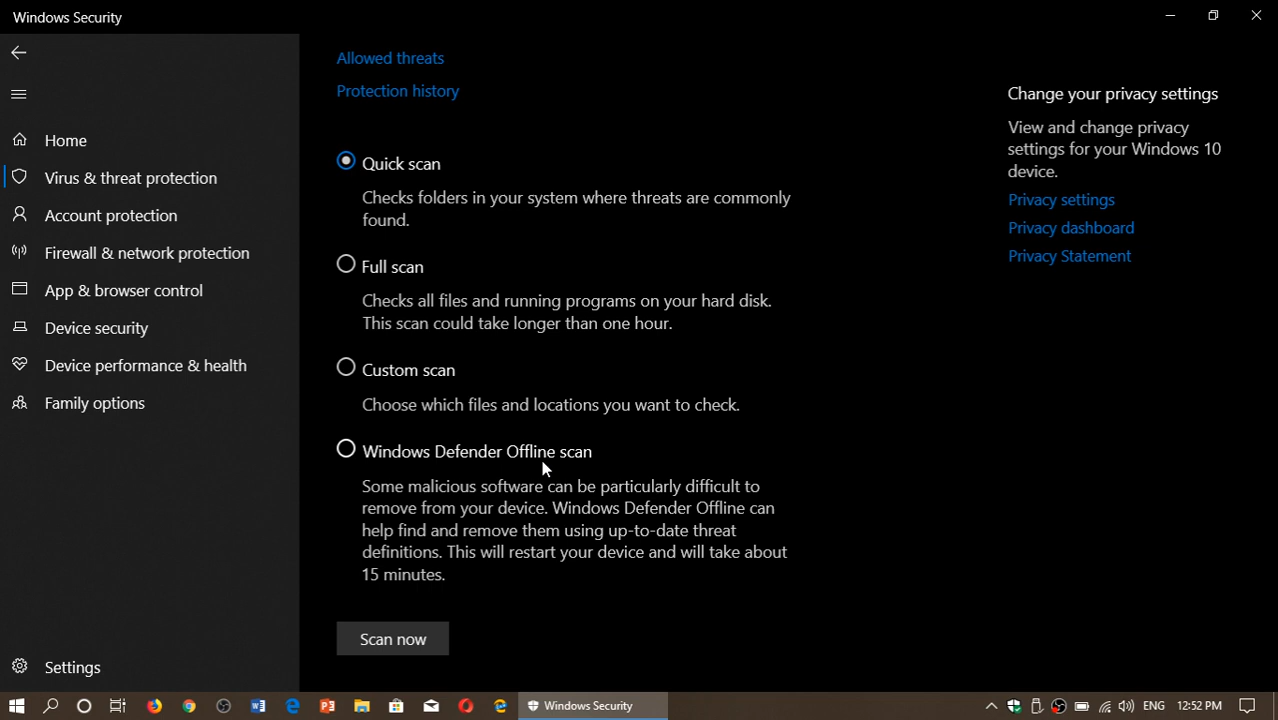 Windows Security
Home
Virus & threat protection
Account protection
Firewall & network protection
App & browser control
Device security
Device performance & health
Family options
Settings
Allowed threats
Protection history
Quick scan
Checks folders in your system where threats are commonly
found.
Full scan
Checks all files and running programs on your hard disk.
This scan could take longer than one hour.
Custom scan
Choose which files and locations you want to check.
Windows Defender Offline scan
Some malicious software can be particularly difficult to
remove from your device. Windows Defender Offline can
help find and remove them using up-to-date threat
definitions. This will restart your device and will take about
15 minutes.
Scan now
Change your privacy settings
View and change privacy
settings for your Windows 10
device.
Privacy settings
Privacy dashboard
Privacy Statement
Windows Security
ENG
12:52 PM